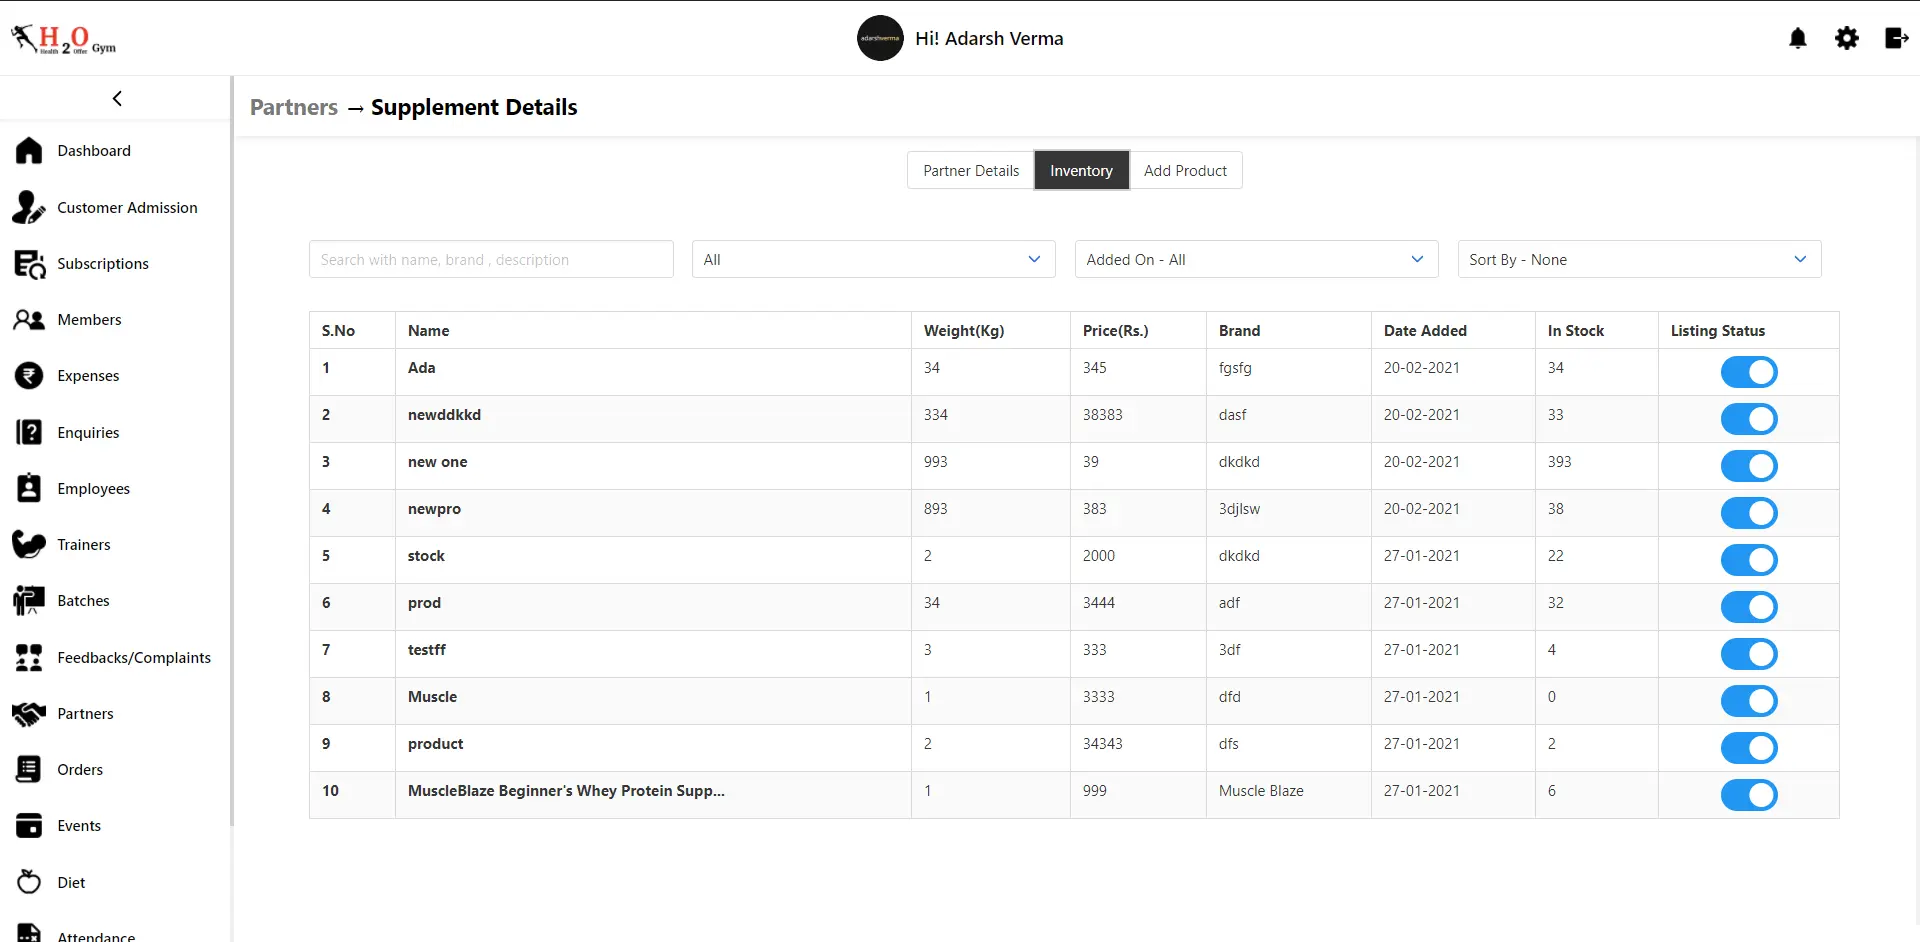 H2O Gym
Health Offer
adarshverma
Hi! Adarsh Verma
Partners → Supplement Details
Dashboard
Customer Admission
Subscriptions
Members
Expenses
Enquiries
Employees
Trainers
Batches
Feedbacks/Complaints
Partners
Orders
Events
Diet
Attendance
Partner Details Inventory Add Product
Search with name, brand , description All Added On - All Sort By - None
S.No Name Weight(Kg) Price(Rs.) Brand Date Added In Stock Listing Status
1 Ada 34 345 fgsfg 20-02-2021 34
2 newddkkd 334 38383 dasf 20-02-2021 33
3 new one 993 39 dkdkd 20-02-2021 393
4 newpro 893 383 3djlsw 20-02-2021 38
5 stock 2 2000 dkdkd 27-01-2021 22
6 prod 34 3444 adf 27-01-2021 32
7 testff 3 333 3df 27-01-2021 4
8 Muscle 1 3333 dfd 27-01-2021 0
9 product 2 34343 dfs 27-01-2021 2
10 MuscleBlaze Beginner's Whey Protein Supp... 1 999 Muscle Blaze 27-01-2021 6